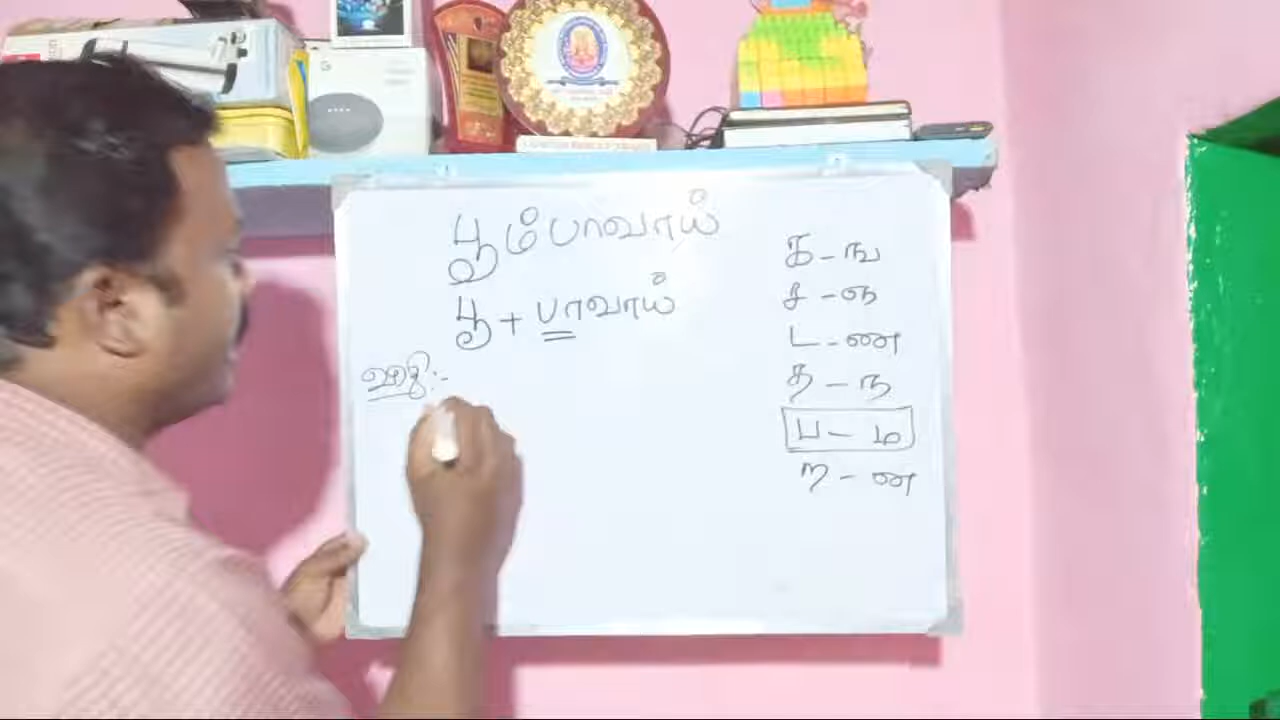 பூம்பாவாய்
பூ + பாவாய்
விதி:-
க - ங
ச - ஞ
ட - ண
த - ந
ப - ம
ற - ன